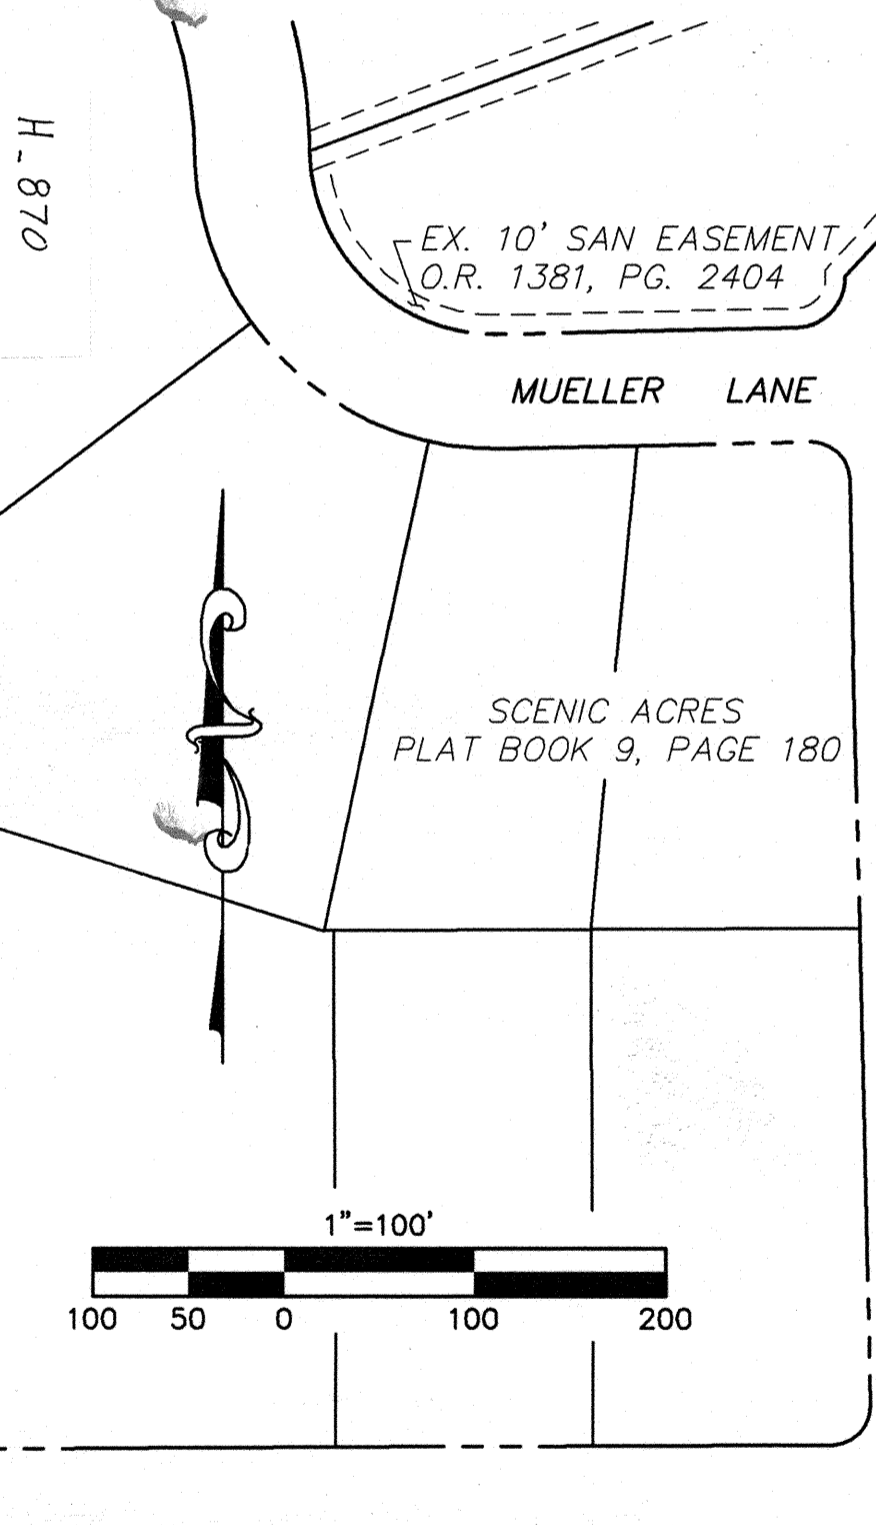 H-870
EX. 10' SAN EASEMENT
O.R. 1381, PG. 2404
MUELLER LANE
SCENIC ACRES
PLAT BOOK 9, PAGE 180
1"=100'
100 50 0 100 200